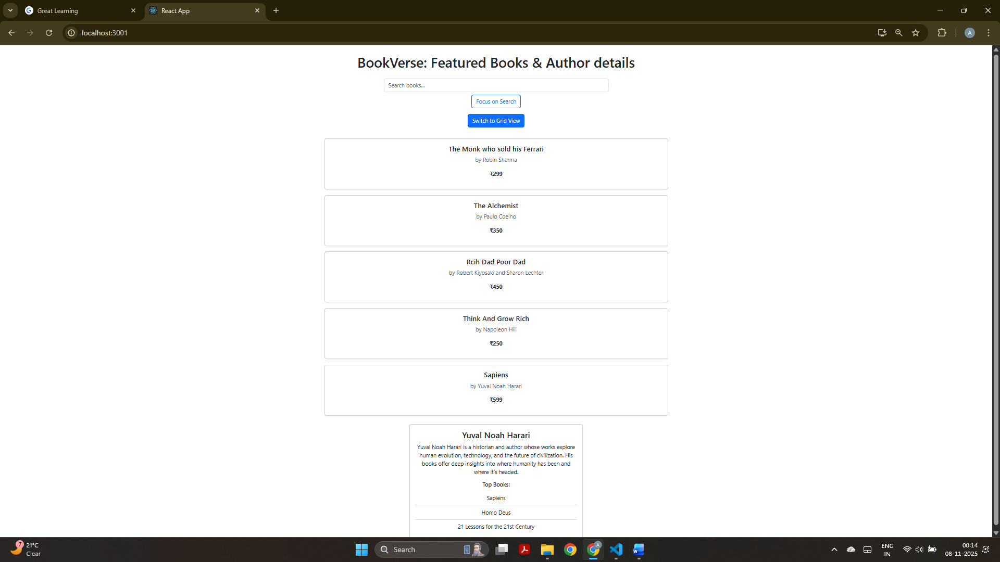 Great Learning
React App
localhost:3001
A
BookVerse: Featured Books & Author details
Search books...
Focus on Search
Switch to Grid View
The Monk who sold his Ferrari
by Robin Sharma
₹299
The Alchemist
by Paulo Coelho
₹350
Rcih Dad Poor Dad
by Robert Kiyosaki and Sharon Lechter
₹450
Think And Grow Rich
by Napoleon Hill
₹250
Sapiens
by Yuval Noah Harari
₹599
Yuval Noah Harari
Yuval Noah Harari is a historian and author whose works explore
human evolution, technology, and the future of civilization. His
books offer deep insights into where humanity has been and
where it's headed.
Top Books:
Sapiens
Homo Deus
21 Lessons for the 21st Century
7
21°C
Clear
Search
A
W
ENG
IN
00:14
08-11-2025